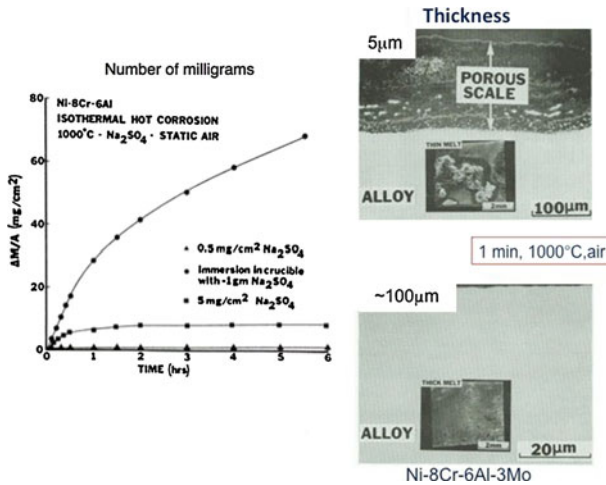 Number of milligrams
80
60
40
20
0
ΔM/A (mg/cm²)
Ni-8Cr-6Al
ISOTHERMAL HOT CORROSION
1000°C - Na₂SO₄ - STATIC AIR
▲ 0.5 mg/cm² Na₂SO₄
● Immersion in crucible
with ~1gm Na₂SO₄
■ 5 mg/cm² Na₂SO₄
0 1 2 3 4 5 6
TIME (hrs)
Thickness
5μm
POROUS
SCALE
THIN MELT
2mm
ALLOY
100μm
1 min, 1000°C,air
~100μm
THICK MELT
2mm
ALLOY
20μm
Ni-8Cr-6Al-3Mo